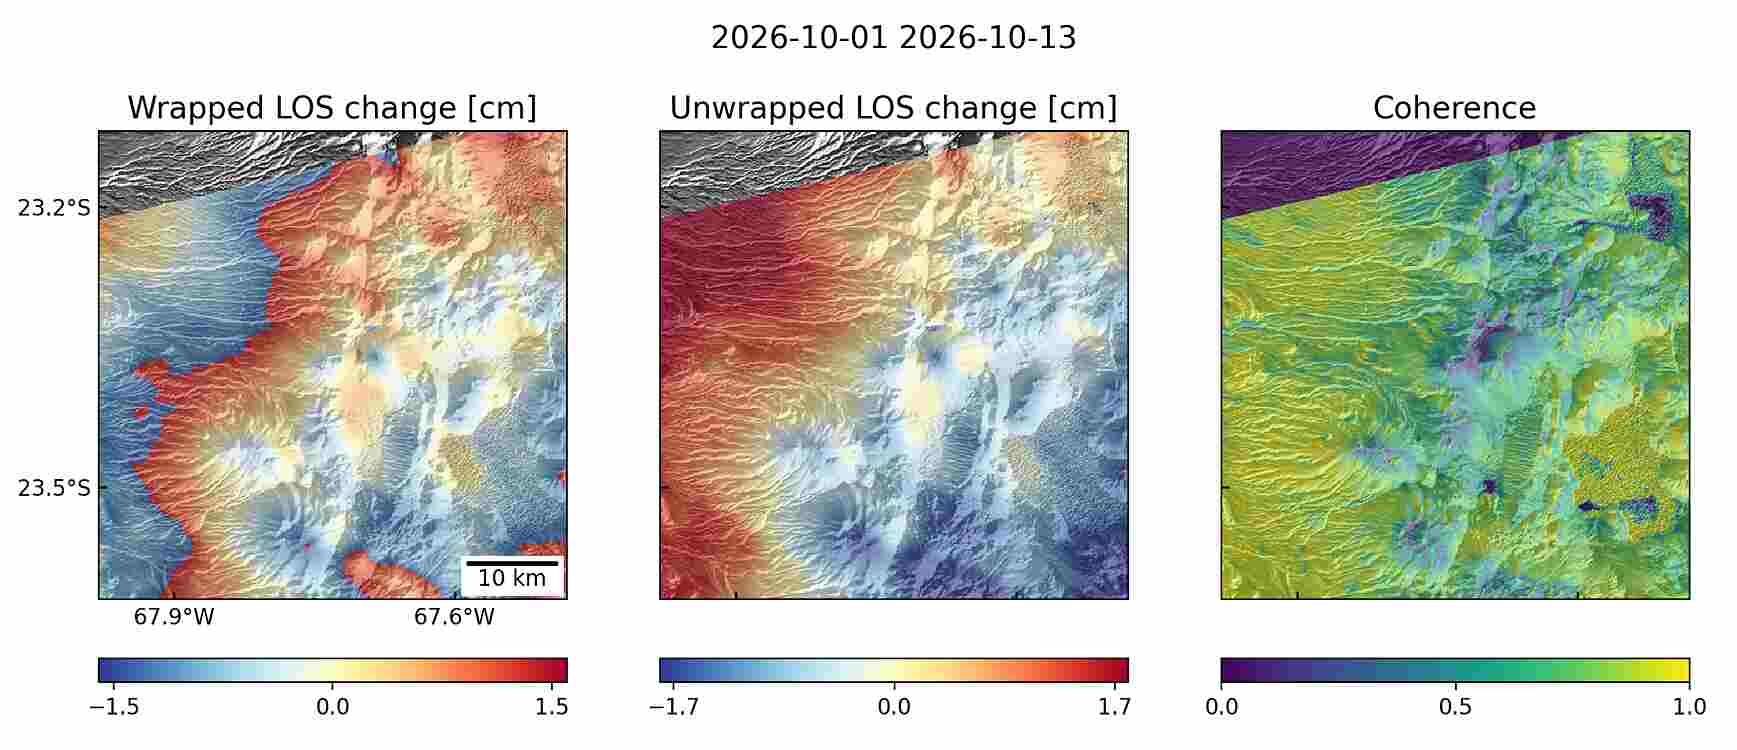 2026-10-01 2026-10-13
Wrapped LOS change [cm]
Unwrapped LOS change [cm]
Coherence
23.2°S
23.5°S
10 km
67.9°W
67.6°W
−1.5
0.0
1.5
−1.7
0.0
1.7
0.0
0.5
1.0